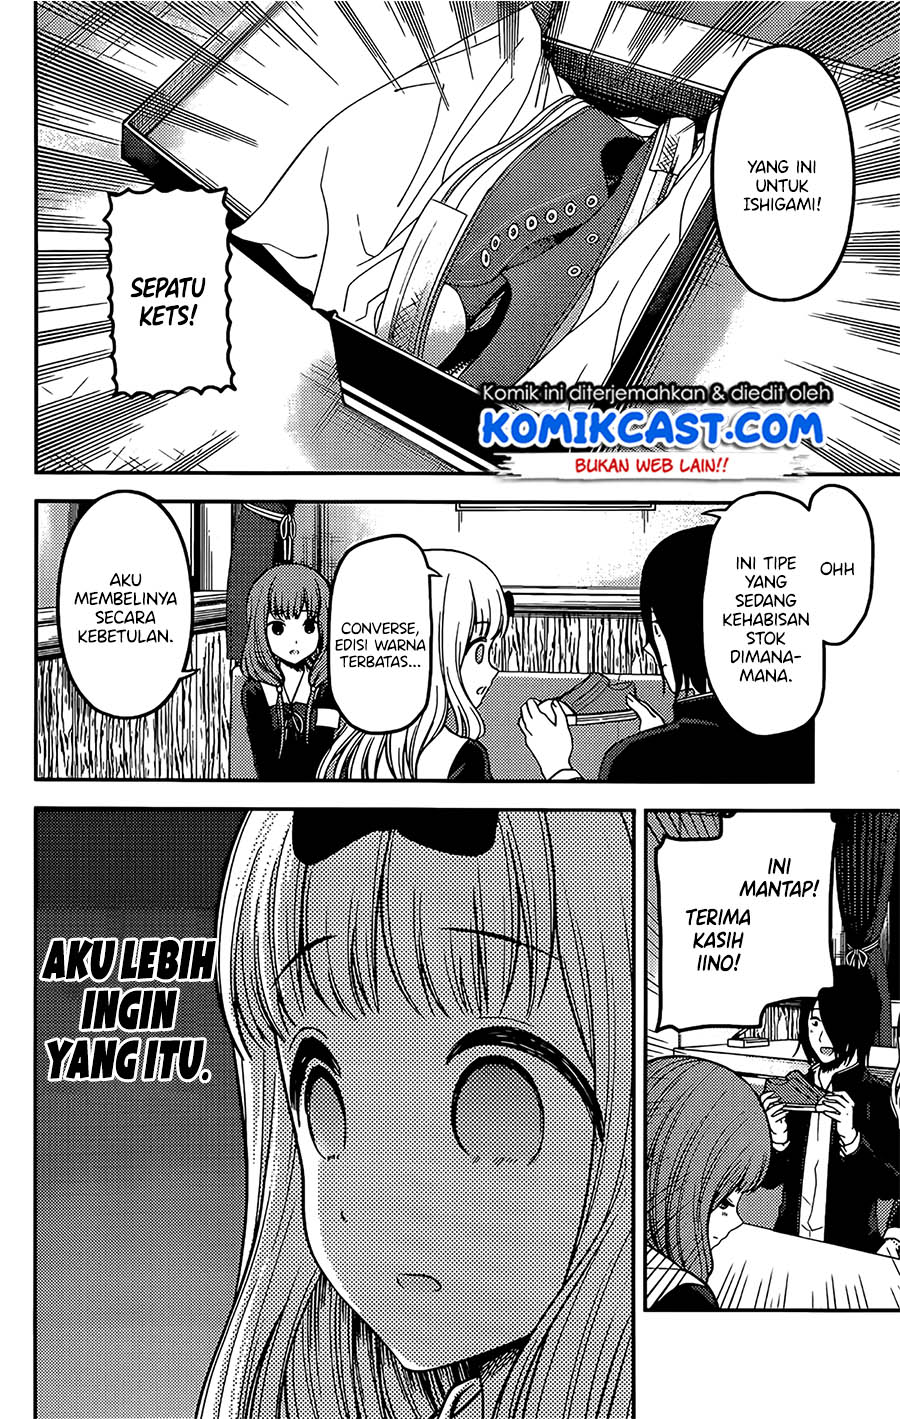 YANG INI
UNTUK
ISHIGAMI!
SEPATU
KETS!
Komik ini diterjemahkan & diedit oleh
KOMIKCAST.COM
BUKAN WEB LAIN!!
OHH
INI TIPE
YANG
SEDANG
KEHABISAN
STOK
DIMANA-
MANA.
CONVERSE,
EDISI WARNA
TERBATAS...
AKU
MEMBELINYA
SECARA
KEBETULAN.
INI
MANTAP!
TERIMA
KASIH
IINO!
AKU LEBIH
INGIN
YANG ITU.